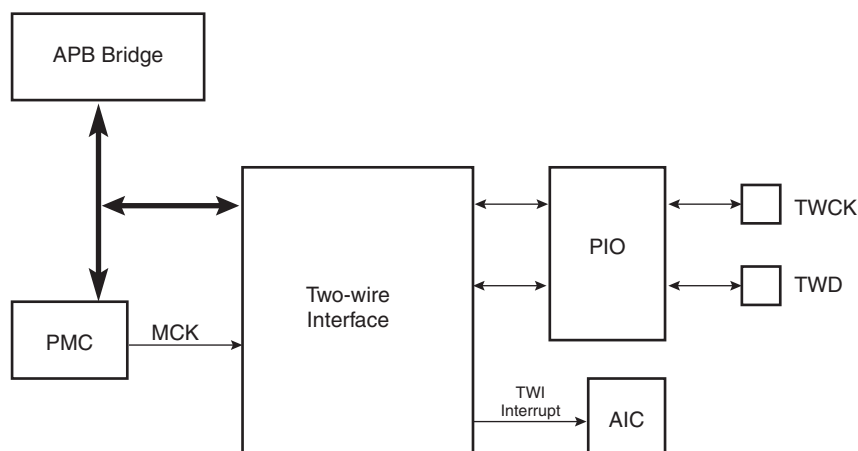 APB Bridge
TWCK
PIO
TWD
Two-wire
Interface
PMC
MCK
TWI
Interrupt
AIC